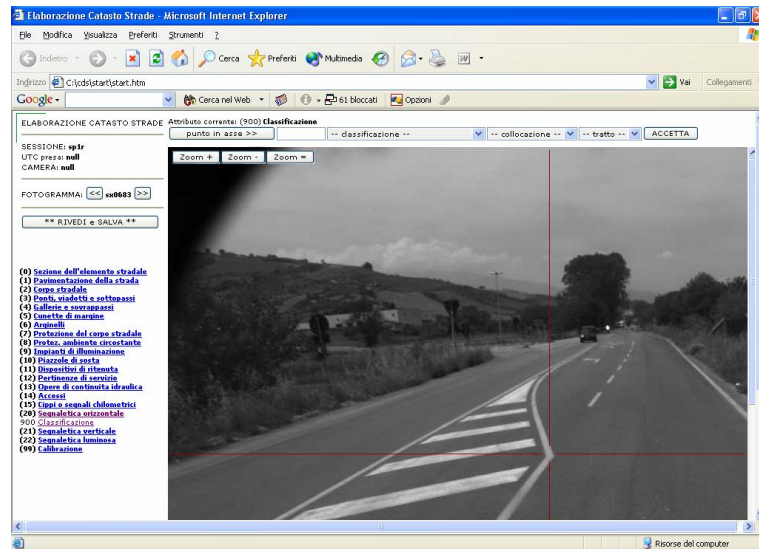 Elaborazione Catasto Strade - Microsoft Internet Explorer
File Modifica Visualizza Preferiti Strumenti ?
Indietro Cerca Preferiti Multimedia
Indirizzo C:\cds\start\start.htm Vai Collegamenti
Google Cerca nel Web 61 bloccati Opzioni
ELABORAZIONE CATASTO STRADE
Attributo corrente: (900) Classificazione
punto in asse >> -- classificazione -- -- collocazione -- -- tratto -- ACCETTA
SESSIONE: sp1r
UTC presa: null
CAMERA: null
Zoom + Zoom - Zoom =
FOTOGRAMMA: << sx0683 >>
** RIVEDI e SALVA **
(0) Sezione dell'elemento stradale
(1) Pavimentazione della strada
(2) Corpo stradale
(3) Ponti, viadotti e sottopassi
(4) Gallerie e sovrappassi
(5) Cunette di margine
(6) Arginelli
(7) Protezione del corpo stradale
(8) Protez. ambiente circostante
(9) Impianti di illuminazione
(10) Piazzole di sosta
(11) Dispositivi di ritenuta
(12) Pertinenze di servizio
(13) Opere di continuita idraulica
(14) Accessi
(15) Cippi o segnali chilometrici
(20) Segnaletica orizzontale
900 Classificazione
(21) Segnaletica verticale
(22) Segnaletica luminosa
(99) Calibrazione
Risorse del computer